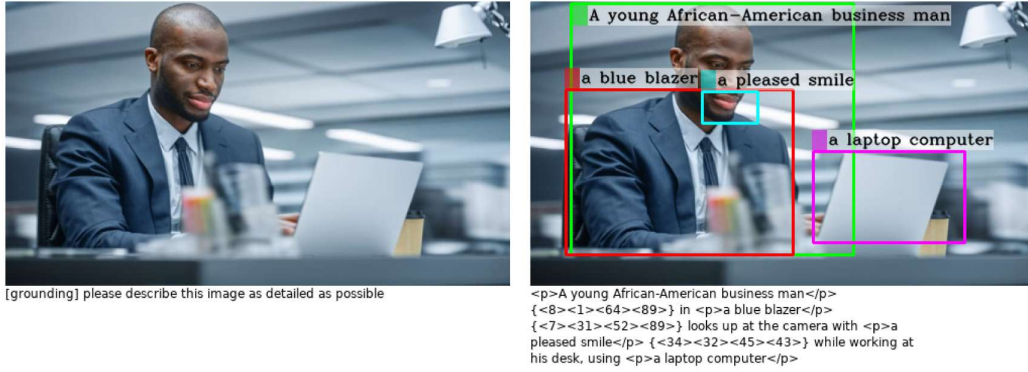 A young African-American business man
a blue blazer
a pleased smile
a laptop computer
[grounding] please describe this image as detailed as possible
<p>A young African-American business man</p>
{<8><1><64><89>} in <p>a blue blazer</p>
{<7><31><52><89>} looks up at the camera with <p>a
pleased smile</p> {<34><32><45><43>} while working at
his desk, using <p>a laptop computer</p>